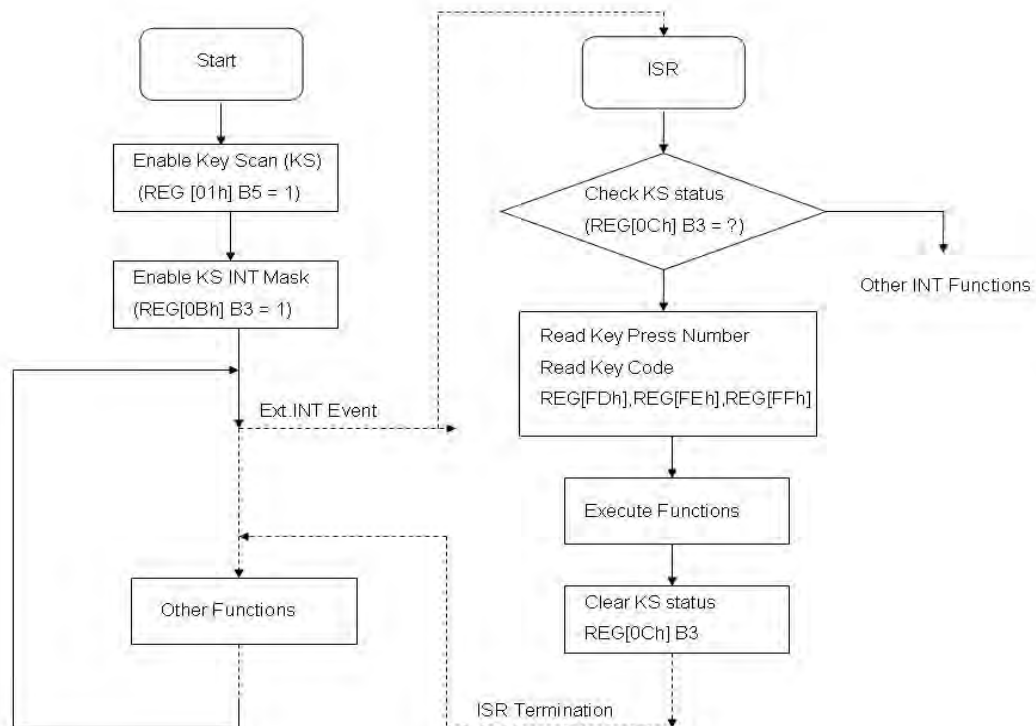 Start
Enable Key Scan (KS)
(REG [01h] B5 = 1)
Enable KS INT Mask
(REG[0Bh] B3 = 1)
Ext.INT Event
Other Functions
ISR
Check KS status
(REG[0Ch] B3 = ?)
Other INT Functions
Read Key Press Number
Read Key Code
REG[FDh],REG[FEh],REG[FFh]
Execute Functions
Clear KS status
REG[0Ch] B3
ISR Termination